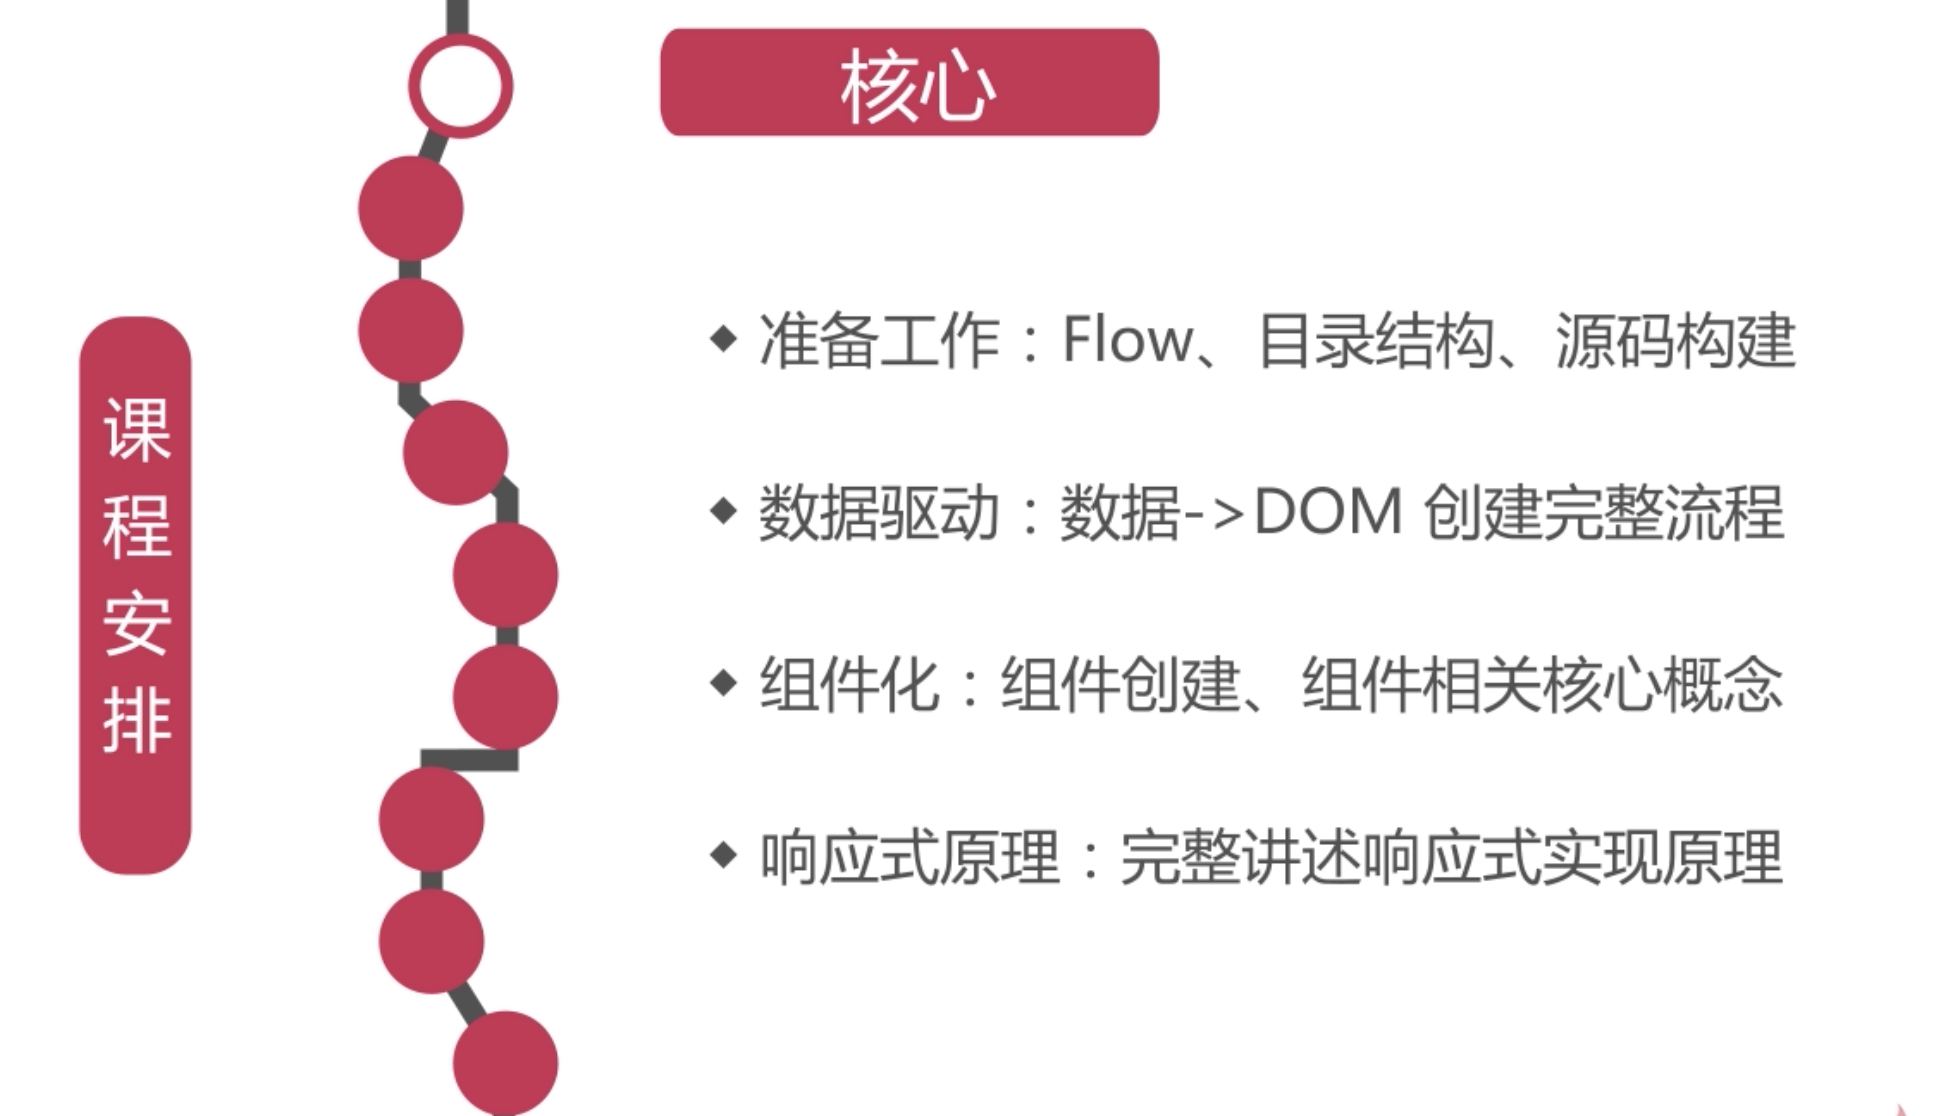 核心
课程安排
◆ 准备工作：Flow、目录结构、源码构建
◆ 数据驱动：数据->DOM 创建完整流程
◆ 组件化：组件创建、组件相关核心概念
◆ 响应式原理：完整讲述响应式实现原理